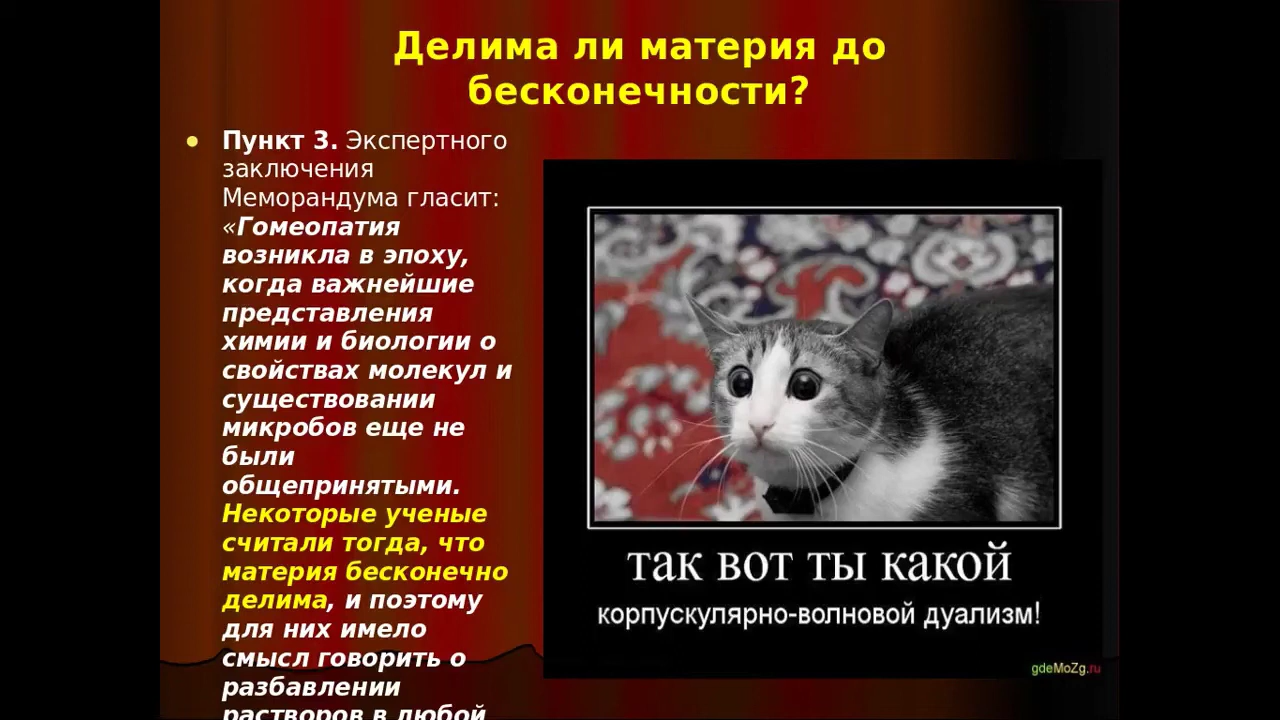 Делима ли материя до
бесконечности?
• Пункт 3. Экспертного
заключения
Меморандума гласит:
«Гомеопатия
возникла в эпоху,
когда важнейшие
представления
химии и биологии о
свойствах молекул и
существовании
микробов еще не
были
общепринятыми.
Некоторые ученые
считали тогда, что
материя бесконечно
делима, и поэтому
для них имело
смысл говорить о
разбавлении
растворов в любой
так вот ты какой
корпускулярно-волновой дуализм!
gdeMoZg.ru